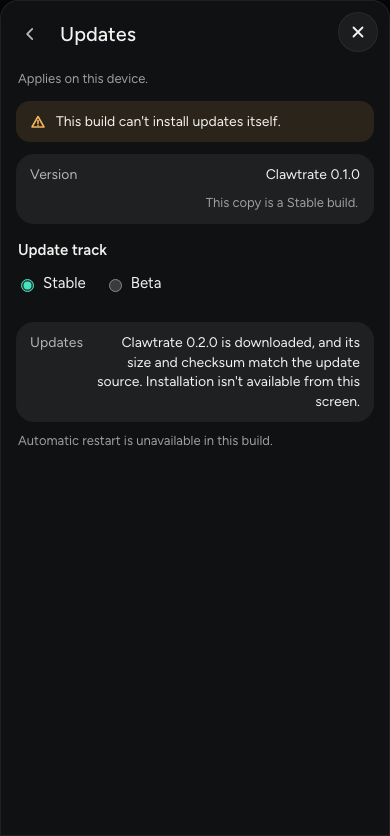 Updates
Applies on this device.
This build can't install updates itself.
Version
Clawtrate 0.1.0
This copy is a Stable build.
Update track
Stable
Beta
Updates
Clawtrate 0.2.0 is downloaded, and its
size and checksum match the update
source. Installation isn't available from this
screen.
Automatic restart is unavailable in this build.